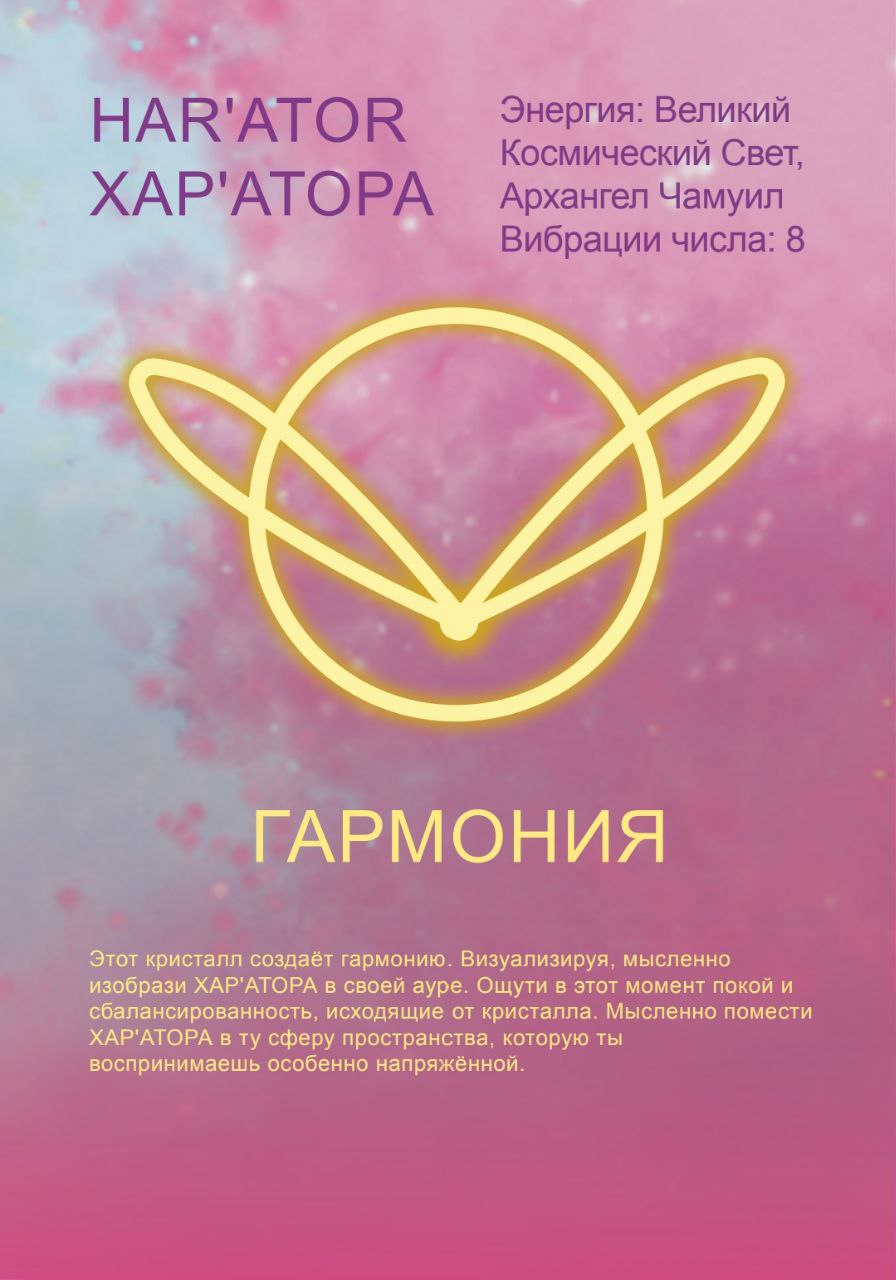 HAR'ATOR
ХАР'АТОРА
Энергия: Великий
Космический Свет,
Архангел Чамуил
Вибрации числа: 8
ГАРМОНИЯ
Этот кристалл создаёт гармонию. Визуализируя, мысленно
изобрази ХАР'АТОРА в своей ауре. Ощути в этот момент покой и
сбалансированность, исходящие от кристалла. Мысленно помести
ХАР'АТОРА в ту сферу пространства, которую ты
воспринимаешь особенно напряжённой.